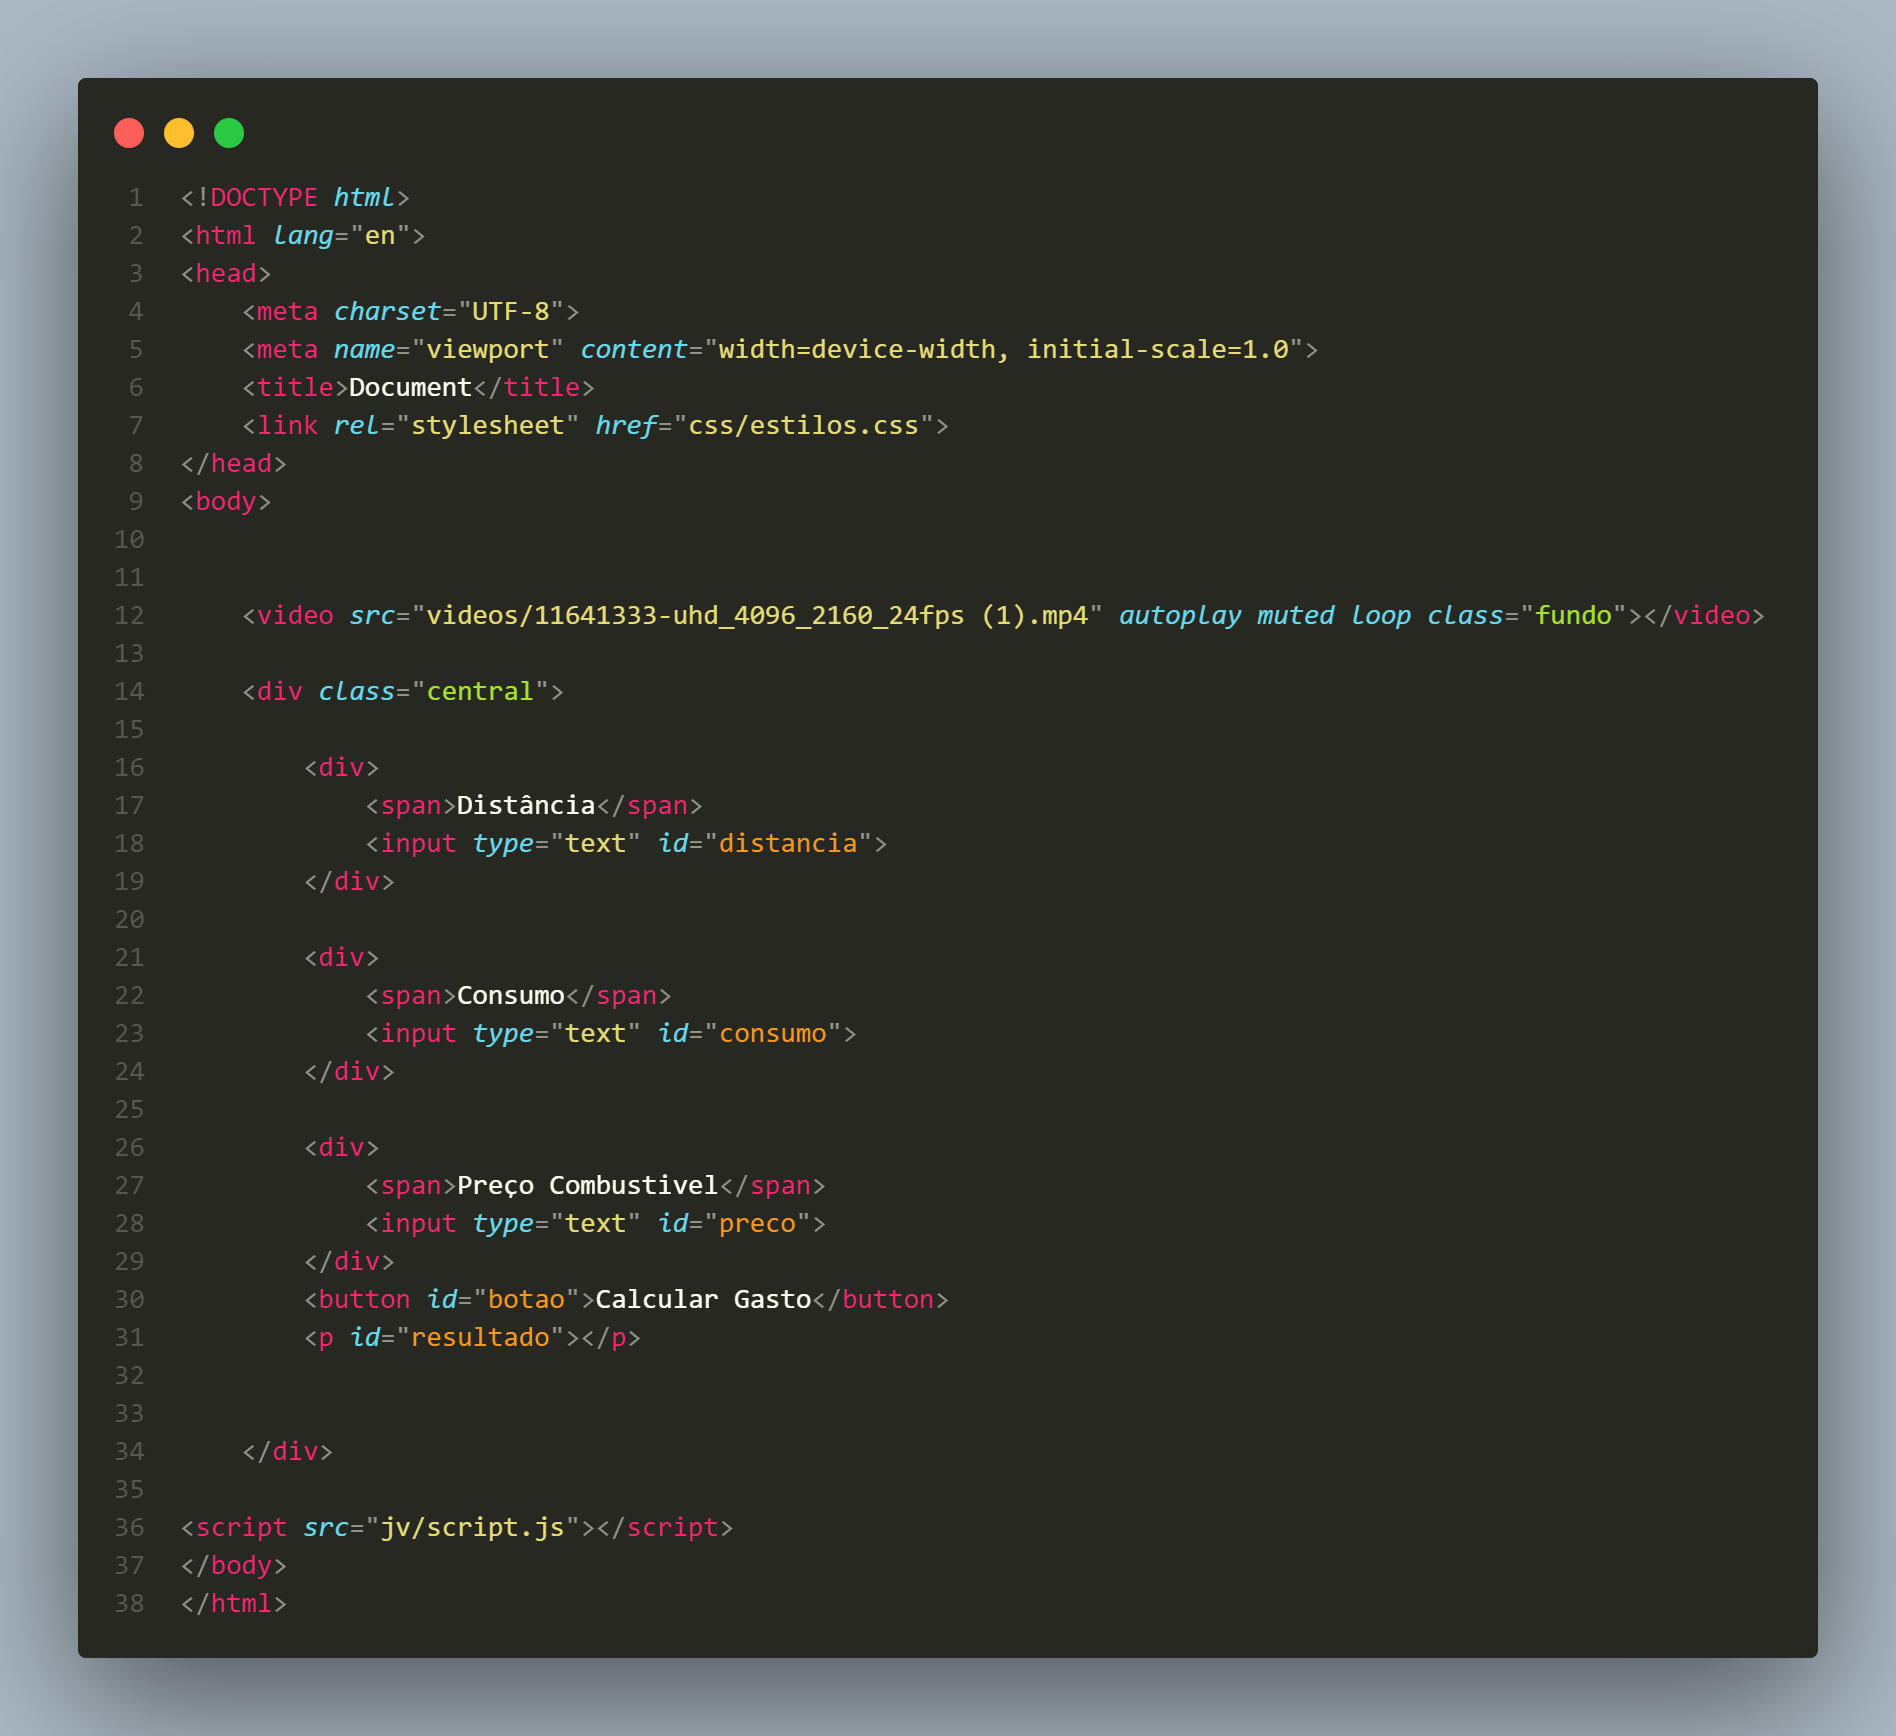 1 <!DOCTYPE html>
2 <html lang="en">
3 <head>
4     <meta charset="UTF-8">
5     <meta name="viewport" content="width=device-width, initial-scale=1.0">
6     <title>Document</title>
7     <link rel="stylesheet" href="css/estilos.css">
8 </head>
9 <body>
10
11
12     <video src="videos/11641333-uhd_4096_2160_24fps (1).mp4" autoplay muted loop class="fundo"></video>
13
14     <div class="central">
15
16         <div>
17             <span>Distância</span>
18             <input type="text" id="distancia">
19         </div>
20
21         <div>
22             <span>Consumo</span>
23             <input type="text" id="consumo">
24         </div>
25
26         <div>
27             <span>Preço Combustivel</span>
28             <input type="text" id="preco">
29         </div>
30         <button id="botao">Calcular Gasto</button>
31         <p id="resultado"></p>
32
33
34     </div>
35
36 <script src="jv/script.js"></script>
37 </body>
38 </html>